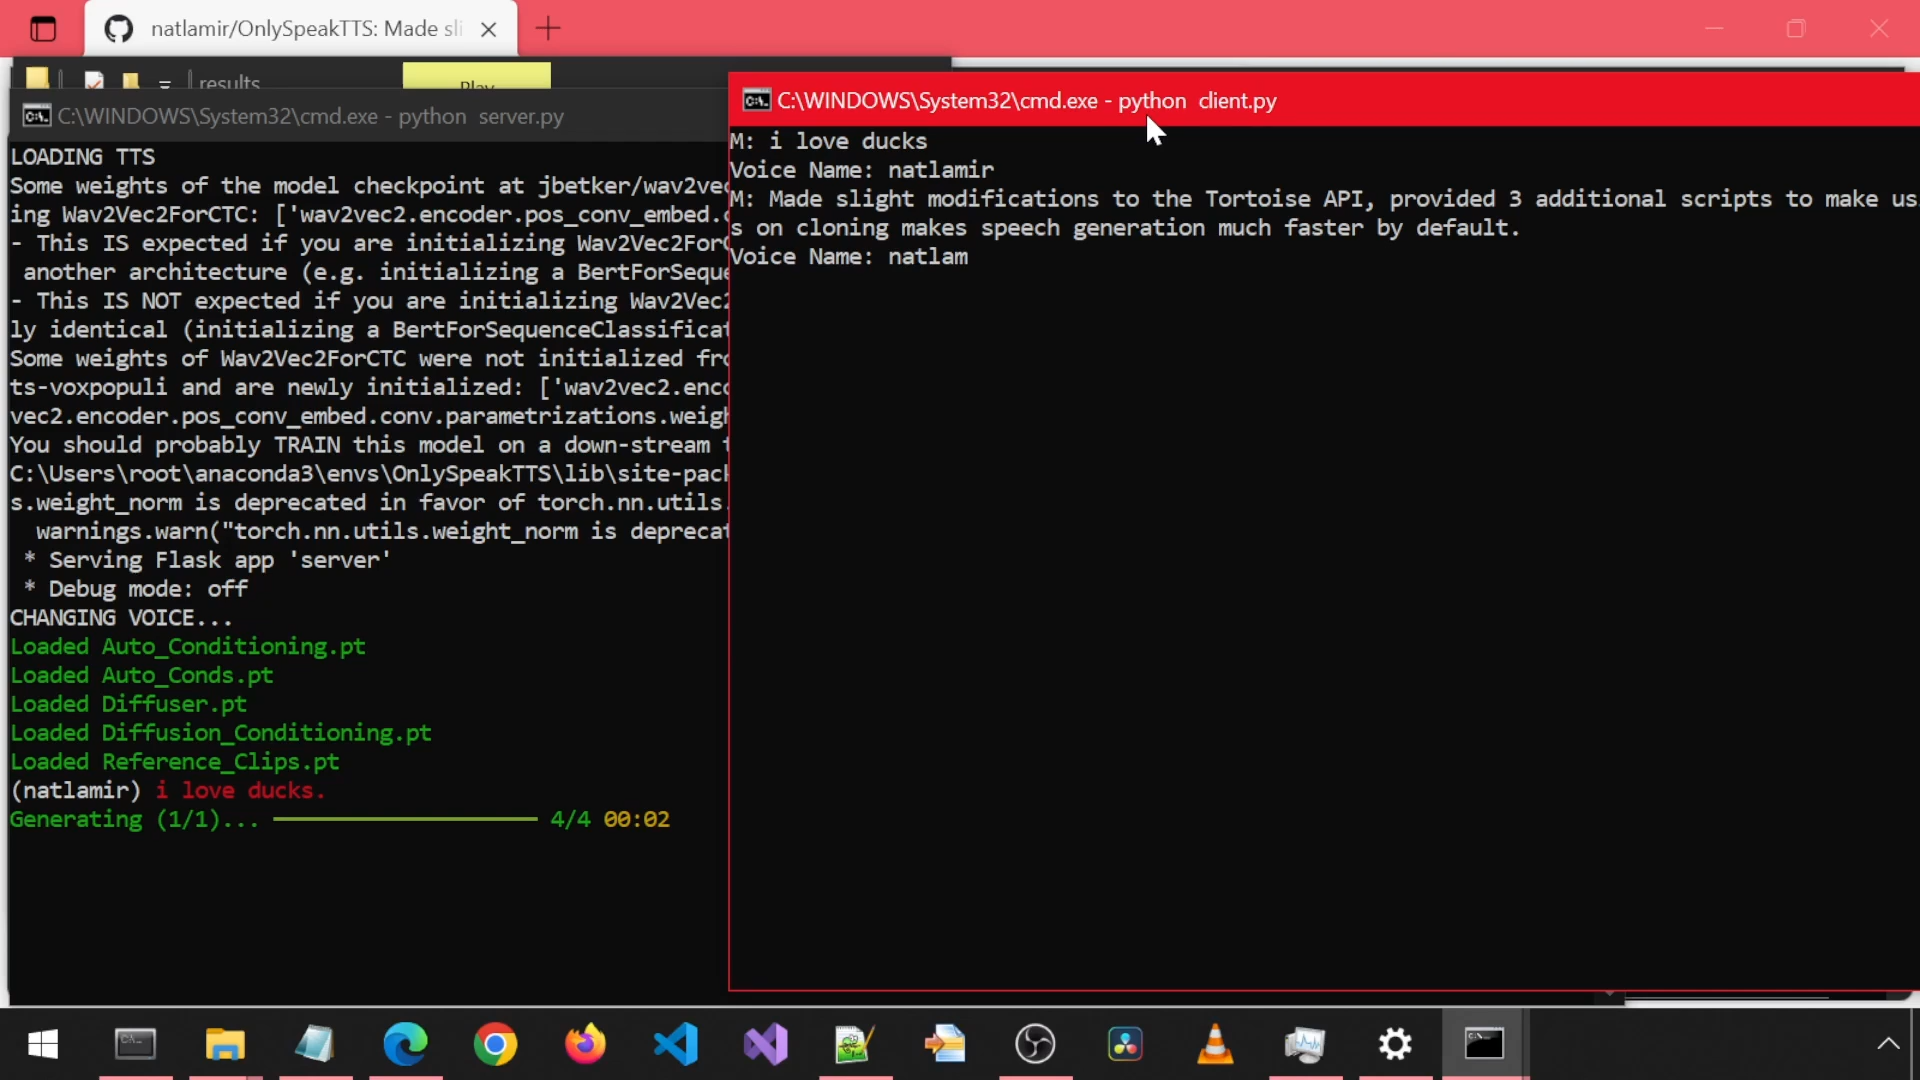 natlamir/OnlySpeakTTS: Made sli
results
Play
C:\WINDOWS\System32\cmd.exe - python  server.py
LOADING TTS
Some weights of the model checkpoint at jbetker/wav2vec
ing Wav2Vec2ForCTC: ['wav2vec2.encoder.pos_conv_embed.c
- This IS expected if you are initializing Wav2Vec2ForC
 another architecture (e.g. initializing a BertForSeque
- This IS NOT expected if you are initializing Wav2Vec2
ly identical (initializing a BertForSequenceClassificat
Some weights of Wav2Vec2ForCTC were not initialized fro
ts-voxpopuli and are newly initialized: ['wav2vec2.enco
vec2.encoder.pos_conv_embed.conv.parametrizations.weigh
You should probably TRAIN this model on a down-stream t
C:\Users\root\anaconda3\envs\OnlySpeakTTS\lib\site-pack
s.weight_norm is deprecated in favor of torch.nn.utils.
  warnings.warn("torch.nn.utils.weight_norm is deprecat
 * Serving Flask app 'server'
 * Debug mode: off
CHANGING VOICE...
Loaded Auto_Conditioning.pt
Loaded Auto_Conds.pt
Loaded Diffuser.pt
Loaded Diffusion_Conditioning.pt
Loaded Reference_Clips.pt
(natlamir) i love ducks.
Generating (1/1)... 4/4 00:02
C:\WINDOWS\System32\cmd.exe - python  client.py
M: i love ducks
Voice Name: natlamir
M: Made slight modifications to the Tortoise API, provided 3 additional scripts to make us
s on cloning makes speech generation much faster by default.
Voice Name: natlam